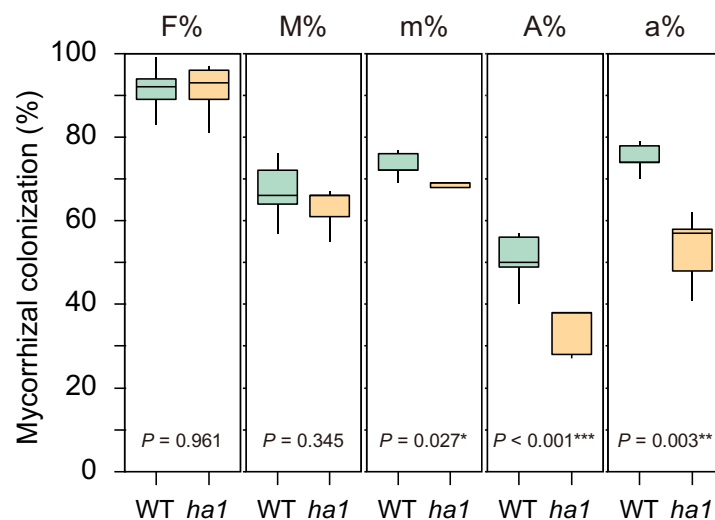 F% M% m% A% a%
Mycorrhizal colonization (%)
100
80
60
40
20
0
P = 0.961 P = 0.345 P = 0.027* P < 0.001*** P = 0.003**
WT ha1 WT ha1 WT ha1 WT ha1 WT ha1